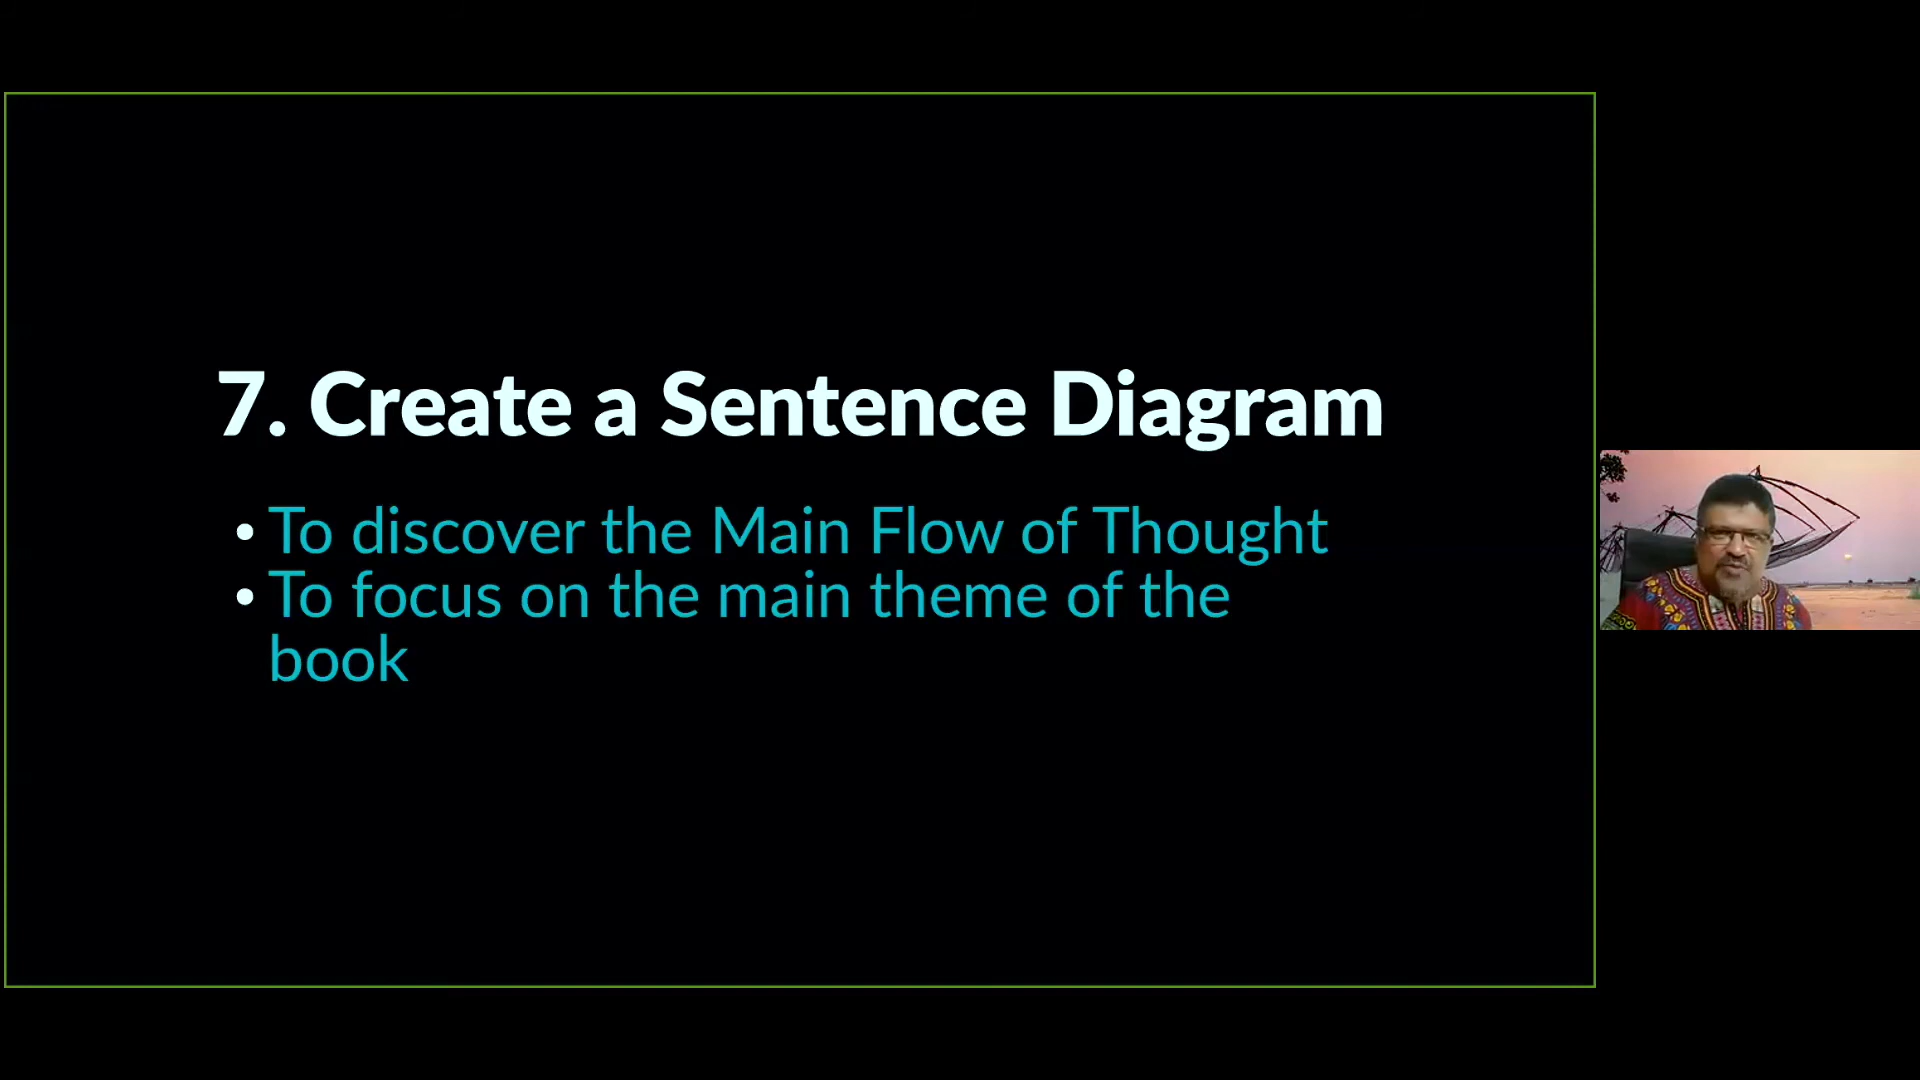 7. Create a Sentence Diagram
• To discover the Main Flow of Thought
• To focus on the main theme of the
book